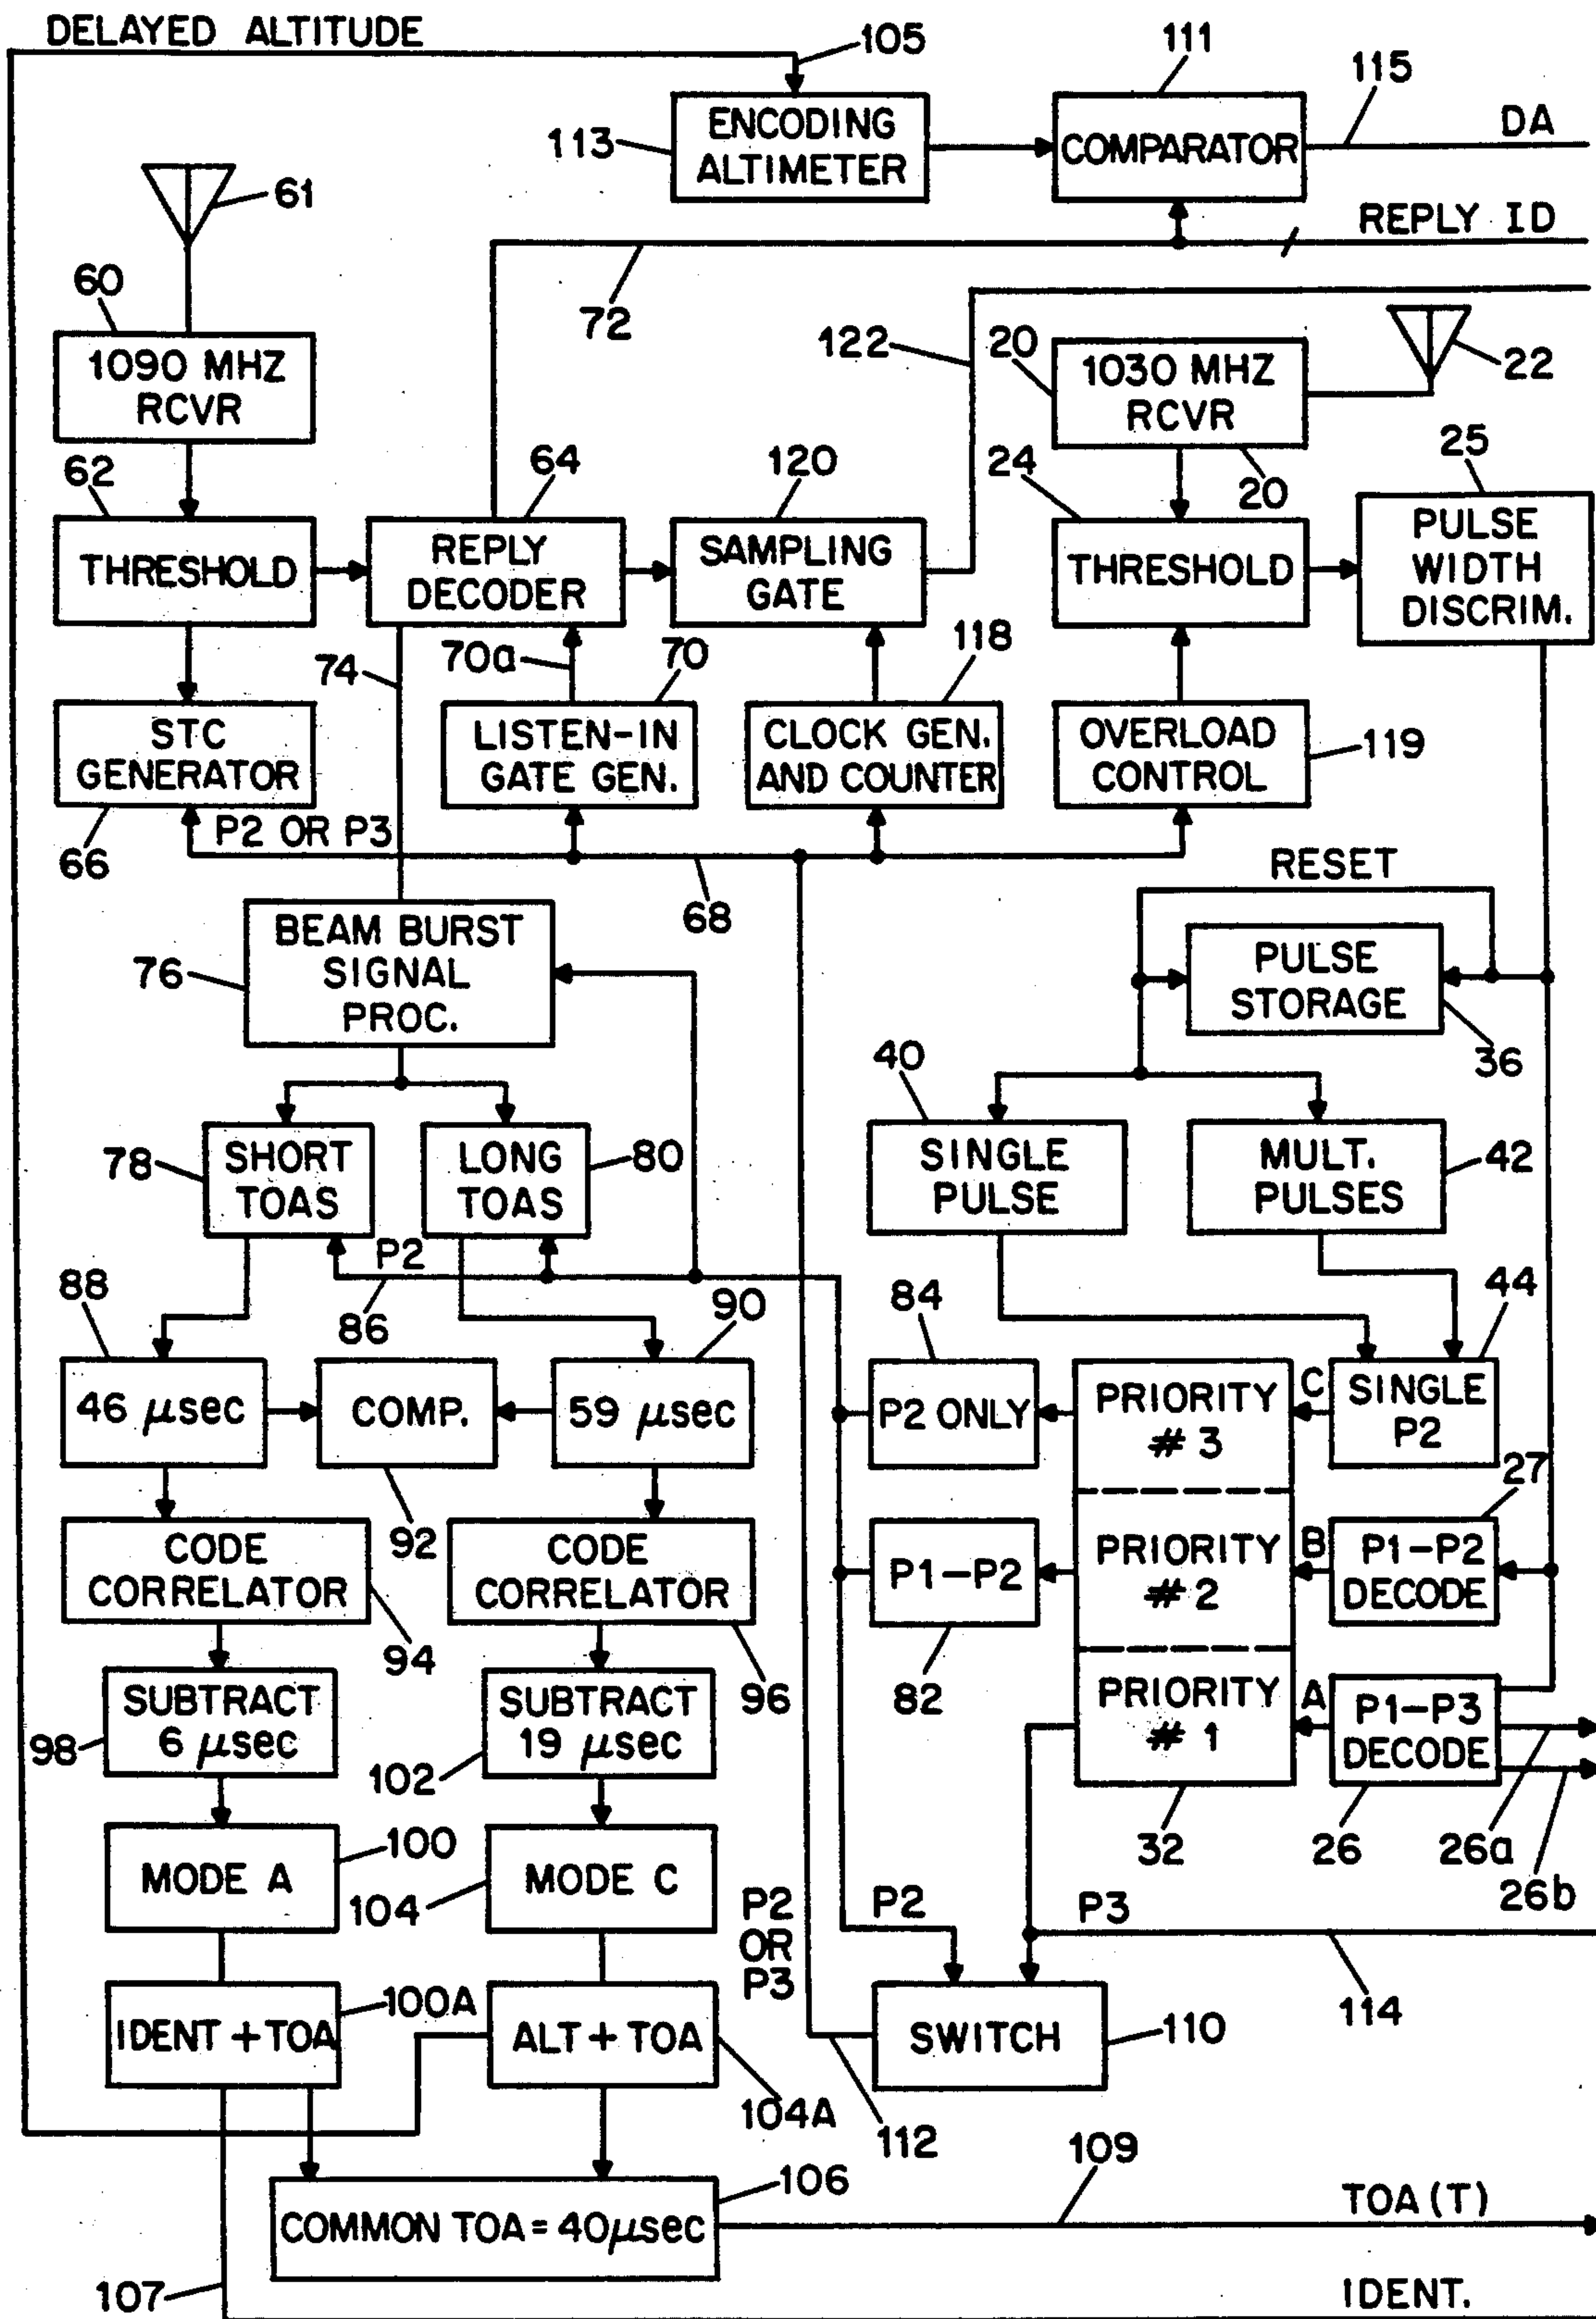 DELAYED ALTITUDE
105
111
115
ENCODING
ALTIMETER
113
COMPARATOR
DA
61
REPLY ID
72
60
1090 MHZ
RCVR
122
20
1030 MHZ
RCVR
22
62
64
120
24
20
25
THRESHOLD
REPLY
DECODER
SAMPLING
GATE
THRESHOLD
PULSE
WIDTH
DISCRIM.
74
70a
70
118
STC
GENERATOR
LISTEN-IN
GATE GEN.
CLOCK GEN.
AND COUNTER
OVERLOAD
CONTROL
119
66
P2 OR P3
68
RESET
BEAM BURST
SIGNAL
PROC.
76
PULSE
STORAGE
36
40
78
SHORT
TOAS
LONG
TOAS
80
SINGLE
PULSE
MULT.
PULSES
42
P2
88
86
90
84
44
46 µsec
COMP.
59 µsec
P2 ONLY
PRIORITY
# 3
C
SINGLE
P2
27
92
CODE
CORRELATOR
CODE
CORRELATOR
P1-P2
PRIORITY
# 2
B
P1-P2
DECODE
94
96
82
SUBTRACT
6 µsec
98
SUBTRACT
19 µsec
102
PRIORITY
# 1
A
P1-P3
DECODE
32
26
26a
26b
MODE A
100
104
MODE C
P2
OR
P3
P2
P3
114
IDENT + TOA
100A
ALT + TOA
104A
SWITCH
110
112
106
109
COMMON TOA = 40µsec
TOA (T)
107
IDENT.